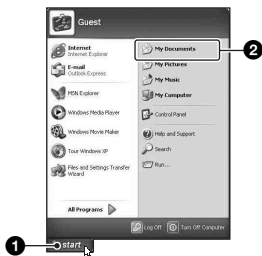 Guest
Internet
Internet Explorer
E-mail
Outlook Express
MSN Explorer
Windows Media Player
Windows Movie Maker
Tour Windows XP
Files and Settings Transfer
Wizard
All Programs
My Documents
2
My Pictures
My Music
My Computer
Control Panel
Help and Support
Search
Run...
Log Off
Turn Off Computer
1
start